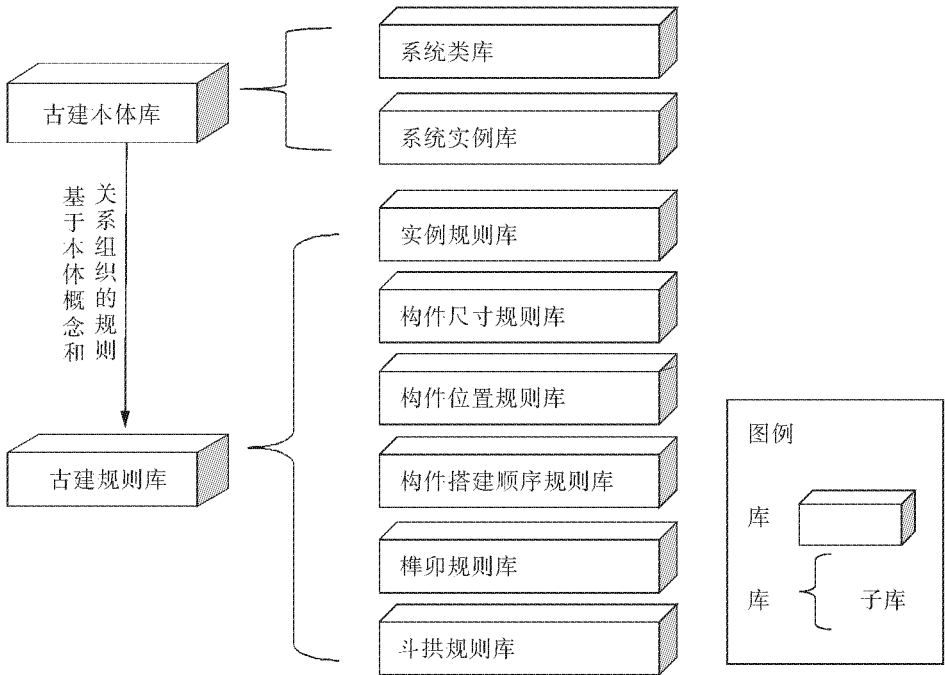 古建本体库
系统类库
系统实例库
基于本体概念和
关系组织的规则
古建规则库
实例规则库
构件尺寸规则库
构件位置规则库
构件搭建顺序规则库
榫卯规则库
斗拱规则库
图例
库
库
子库